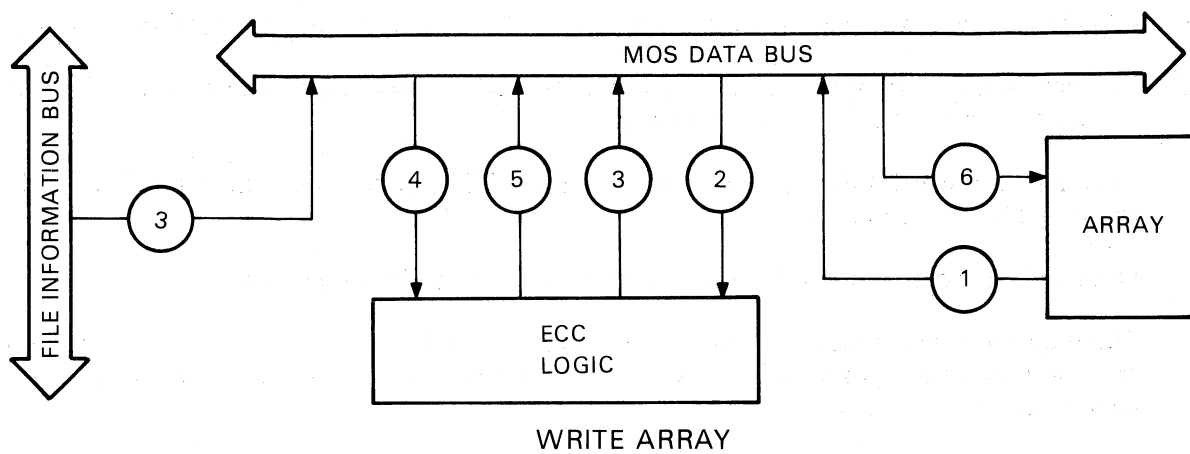 MOS DATA BUS
FILE INFORMATION BUS
4
5
3
2
6
3
ARRAY
1
ECC
LOGIC
WRITE ARRAY